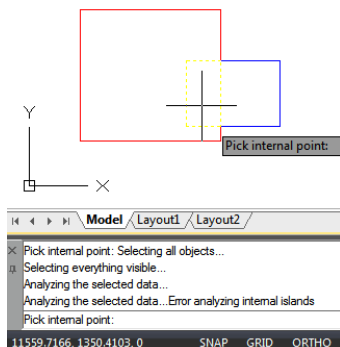 Y
Pick internal point:
X
Model Layout1 Layout2
Pick internal point: Selecting all objects...
Selecting everything visible...
Analyzing the selected data...
Analyzing the selected data...Error analyzing internal islands
Pick internal point:
11559.7166, 1350.4103, 0 SNAP GRID ORTHO